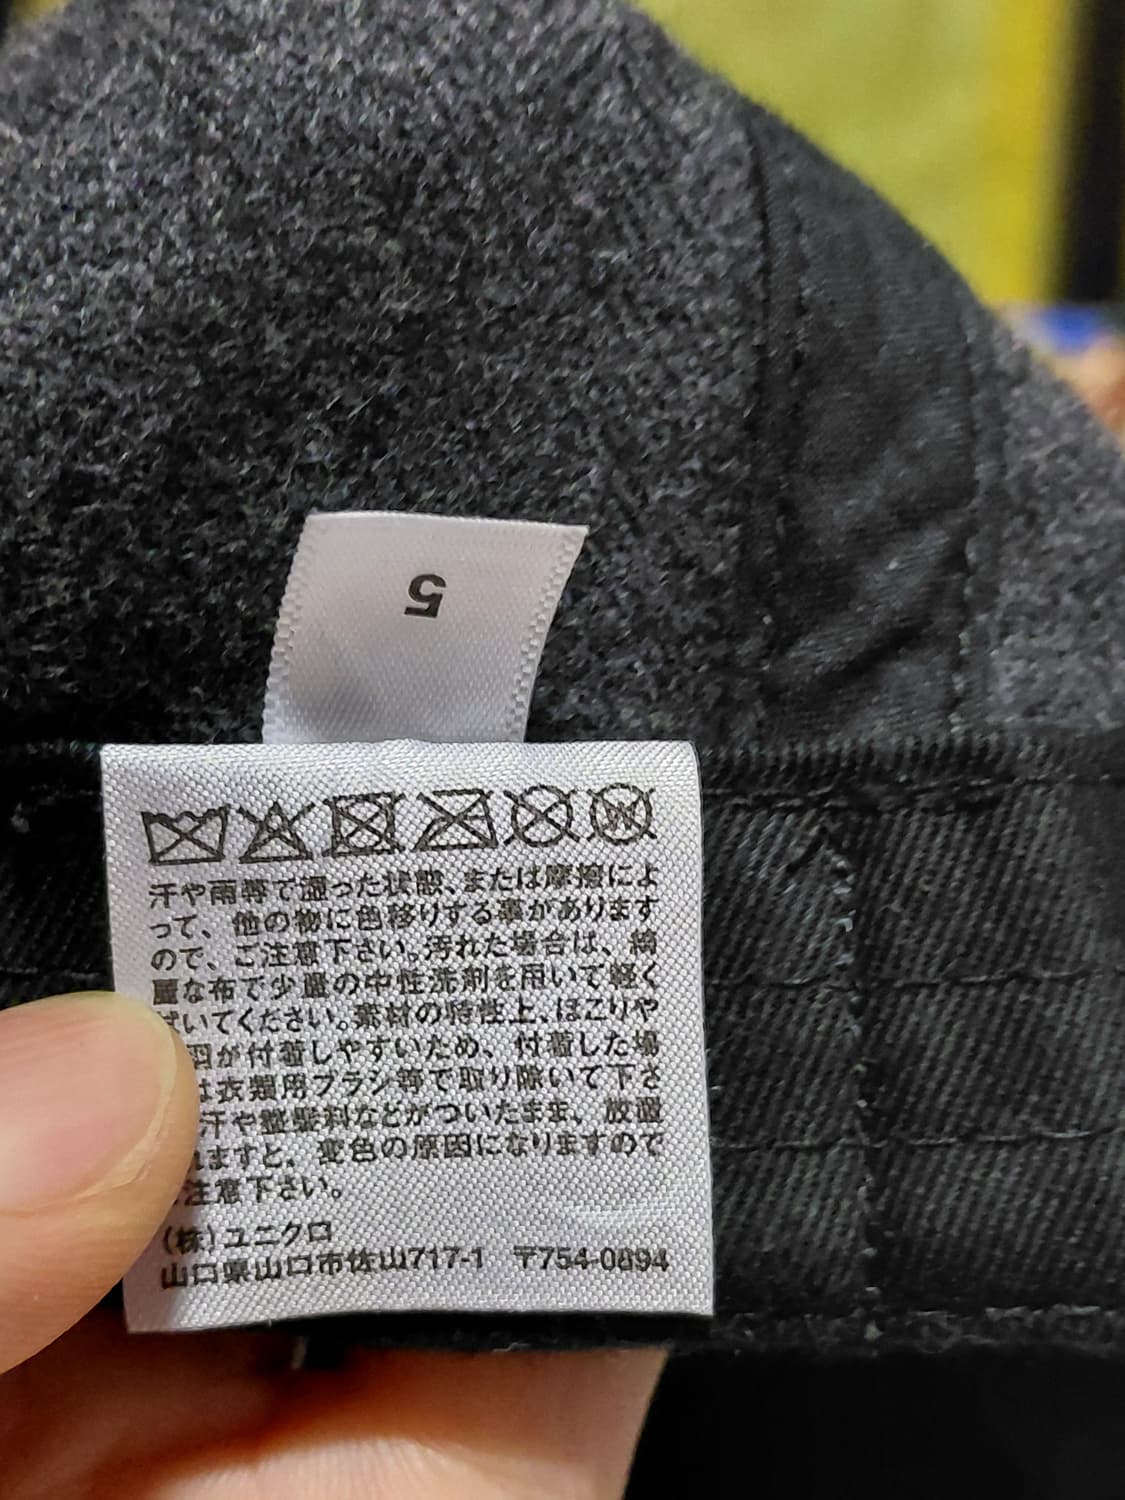 5
汗や雨等で湿った状態、または摩擦によ
って、他の物に色移りする事があります
ので、ご注意下さい。汚れた場合は、綺
麗な布で少量の中性洗剤を用いて軽く
拭いてください。素材の特性上、ほこりや
羽が付着しやすいため、付着した場
は衣類用ブラシ等で取り除いて下さ
汗や整髪料などがついたまま、放置
れますと、変色の原因になりますので
注意下さい。
(株)ユニクロ
山口県山口市佐山717-1 〒754-0894